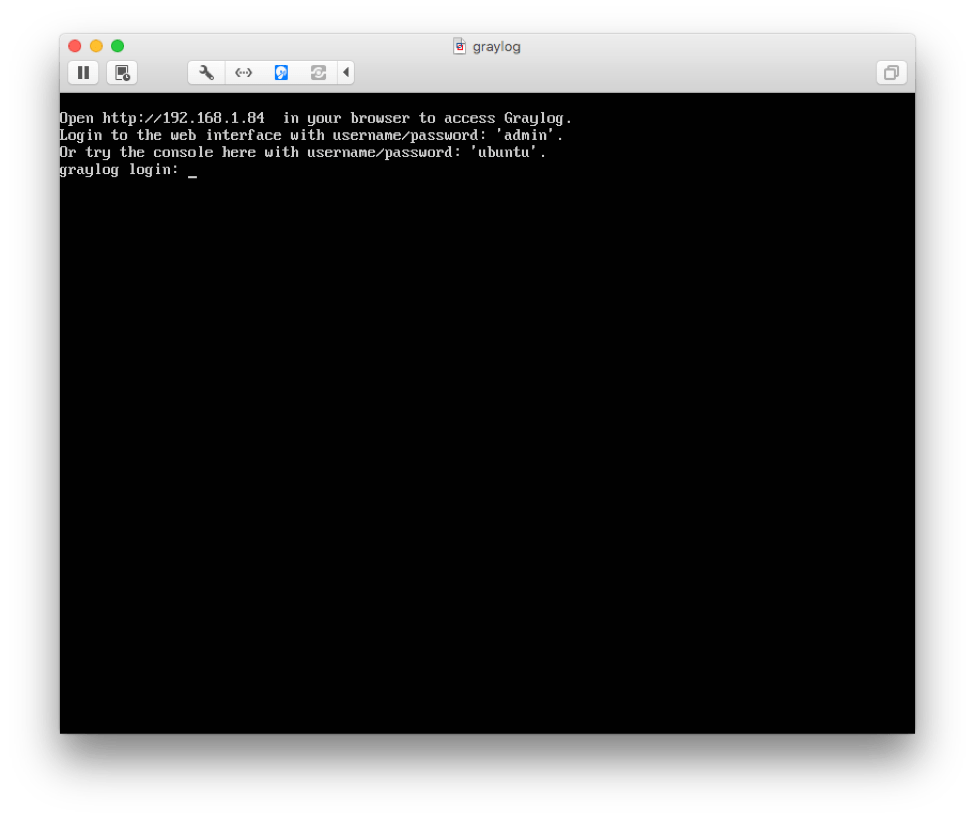 graylog
Open http://192.168.1.84  in your browser to access Graylog.
Login to the web interface with username/password: 'admin'.
Or try the console here with username/password: 'ubuntu'.
graylog login: _